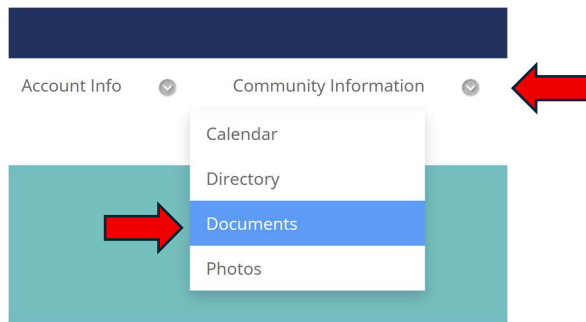 Account Info Community Information
Calendar
Directory
Documents
Photos